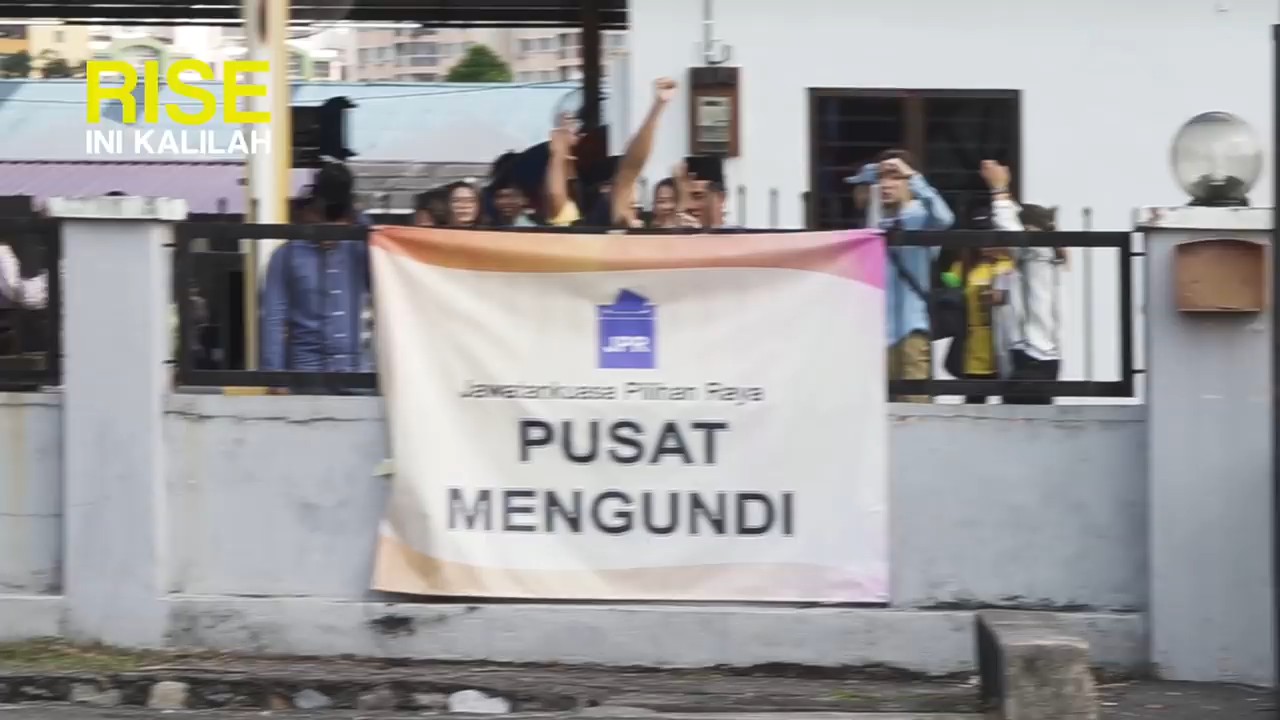 RISE
INI KALILAH
JPR
Jawatankuasa Pilihan Raya
PUSAT
MENGUNDI